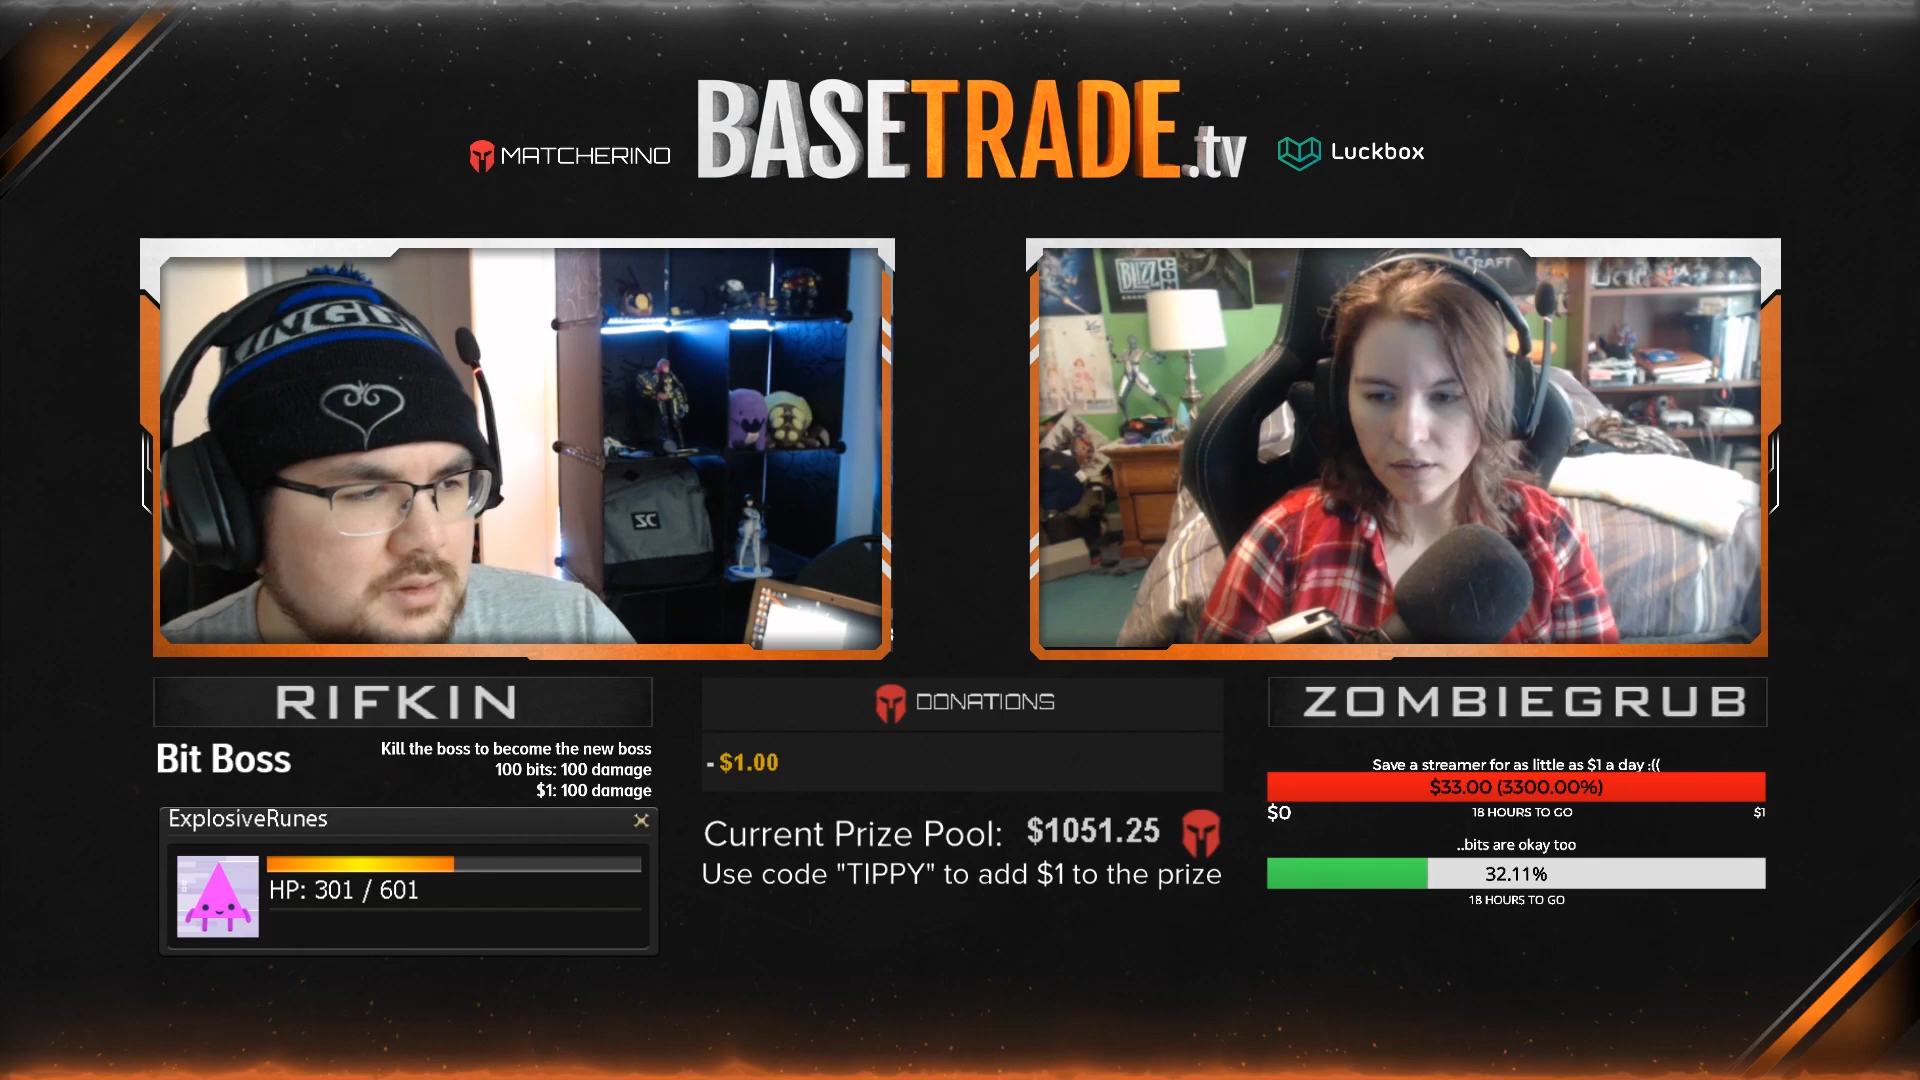 BASETRADE.tv
MATCHERINO
Luckbox
BLIZZ
CRAFT
SC
RIFKIN
DONATIONS
ZOMBIEGRUB
Bit Boss
Kill the boss to become the new boss
100 bits: 100 damage
$1: 100 damage
- $1.00
Save a streamer for as little as $1 a day :((
$33.00 (3300.00%)
$0
18 HOURS TO GO
$1
ExplosiveRunes
HP: 301 / 601
Current Prize Pool: $1051.25
Use code "TIPPY" to add $1 to the prize
..bits are okay too
32.11%
18 HOURS TO GO